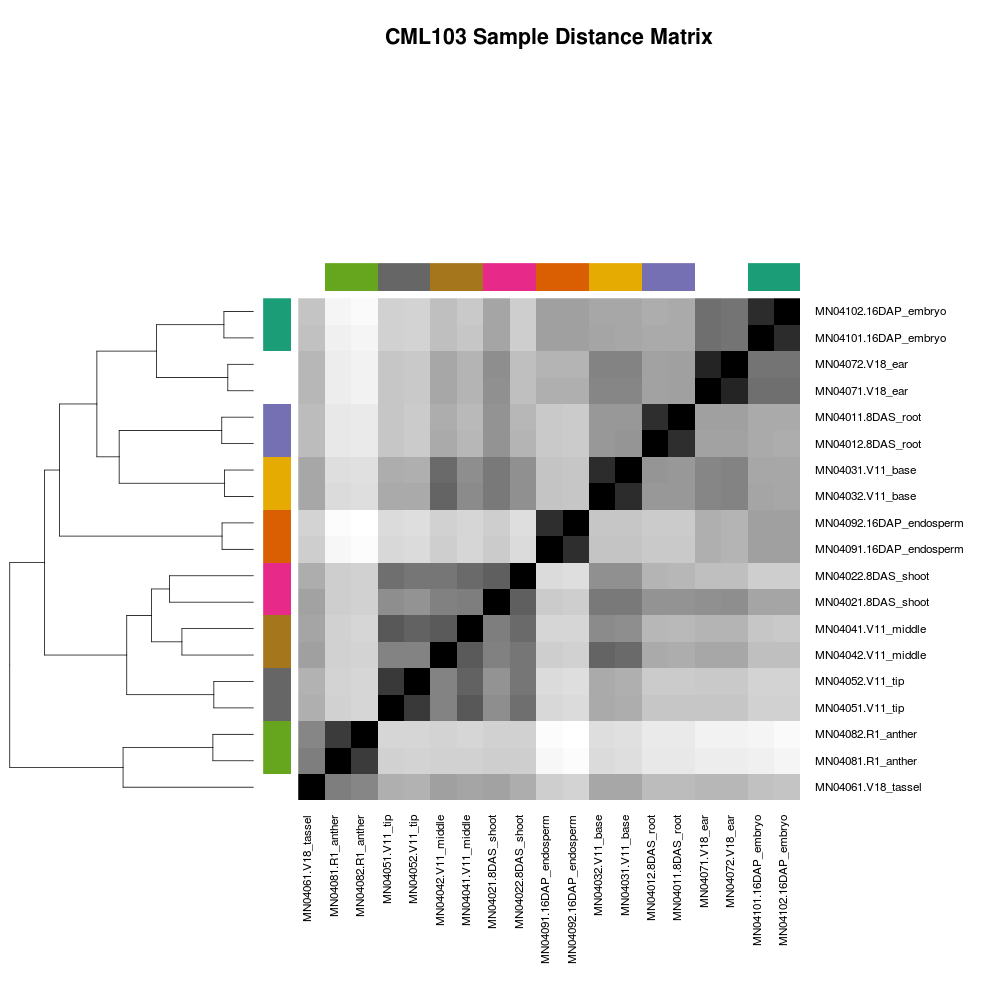 CML103 Sample Distance Matrix
MN04102.16DAP_embryo
MN04101.16DAP_embryo
MN04072.V18_ear
MN04071.V18_ear
MN04011.8DAS_root
MN04012.8DAS_root
MN04031.V11_base
MN04032.V11_base
MN04092.16DAP_endosperm
MN04091.16DAP_endosperm
MN04022.8DAS_shoot
MN04021.8DAS_shoot
MN04041.V11_middle
MN04042.V11_middle
MN04052.V11_tip
MN04051.V11_tip
MN04082.R1_anther
MN04081.R1_anther
MN04061.V18_tassel
MN04061.V18_tassel
MN04081.R1_anther
MN04082.R1_anther
MN04051.V11_tip
MN04052.V11_tip
MN04042.V11_middle
MN04041.V11_middle
MN04021.8DAS_shoot
MN04022.8DAS_shoot
MN04091.16DAP_endosperm
MN04092.16DAP_endosperm
MN04032.V11_base
MN04031.V11_base
MN04012.8DAS_root
MN04011.8DAS_root
MN04071.V18_ear
MN04072.V18_ear
MN04101.16DAP_embryo
MN04102.16DAP_embryo